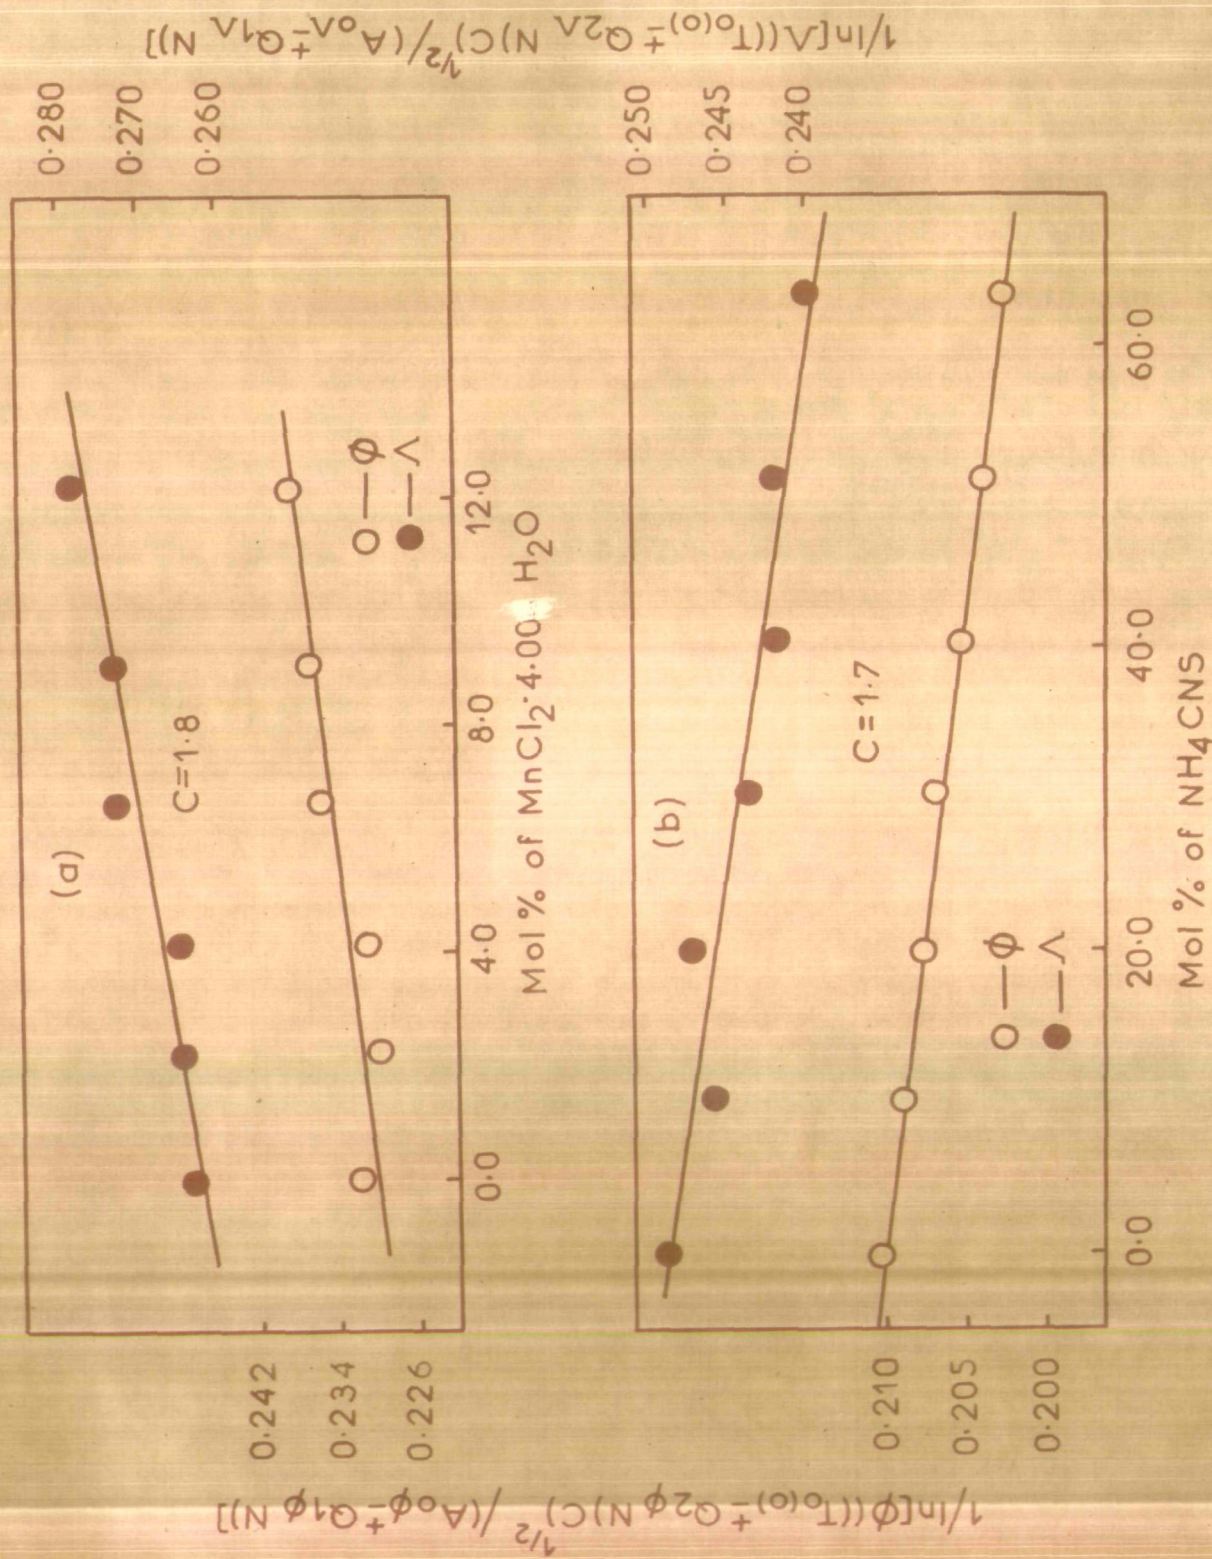 1/ln[Λ((T₀(₀) ± Q₂Λ N)C)^½/(A₀Λ ± Q₁Λ N)]
0·280
0·270
0·260
(a)
C=1·8
O—ϕ
●—Λ
0·242
0·234
0·226
0·0
4·0
8·0
12·0
Mol % of MnCl₂·4·00 H₂O
0·250
0·245
0·240
(b)
C=1·7
O—ϕ
●—Λ
0·210
0·205
0·200
0·0
20·0
40·0
60·0
Mol % of NH₄CNS
1/ln[ϕ((T₀(₀) ± Q₂ϕ N)C)^1/2/(A₀ϕ ± Q₁ϕ N)]